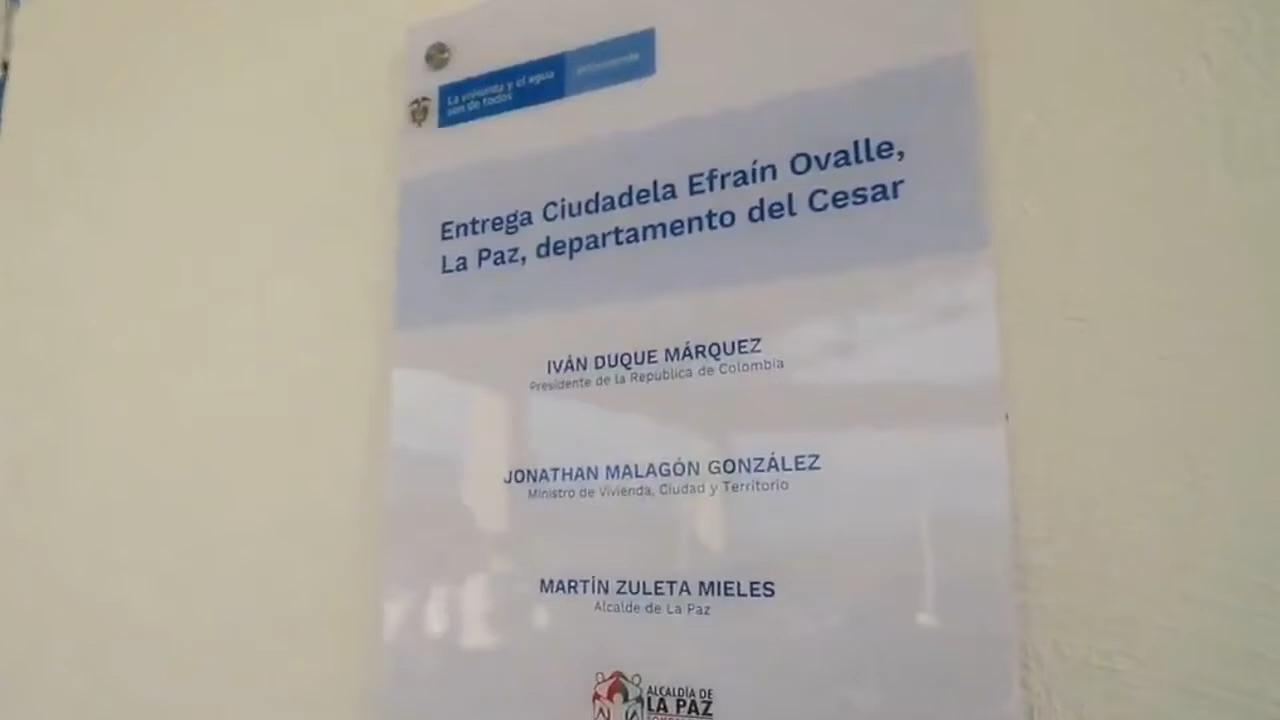 La vivienda y el agua
son de todos
Minvivienda
Entrega Ciudadela Efraín Ovalle,
La Paz, departamento del Cesar
IVÁN DUQUE MÁRQUEZ
Presidente de la República de Colombia
JONATHAN MALAGÓN GONZÁLEZ
Ministro de Vivienda, Ciudad y Territorio
MARTÍN ZULETA MIELES
Alcalde de La Paz
ALCALDÍA DE
LA PAZ